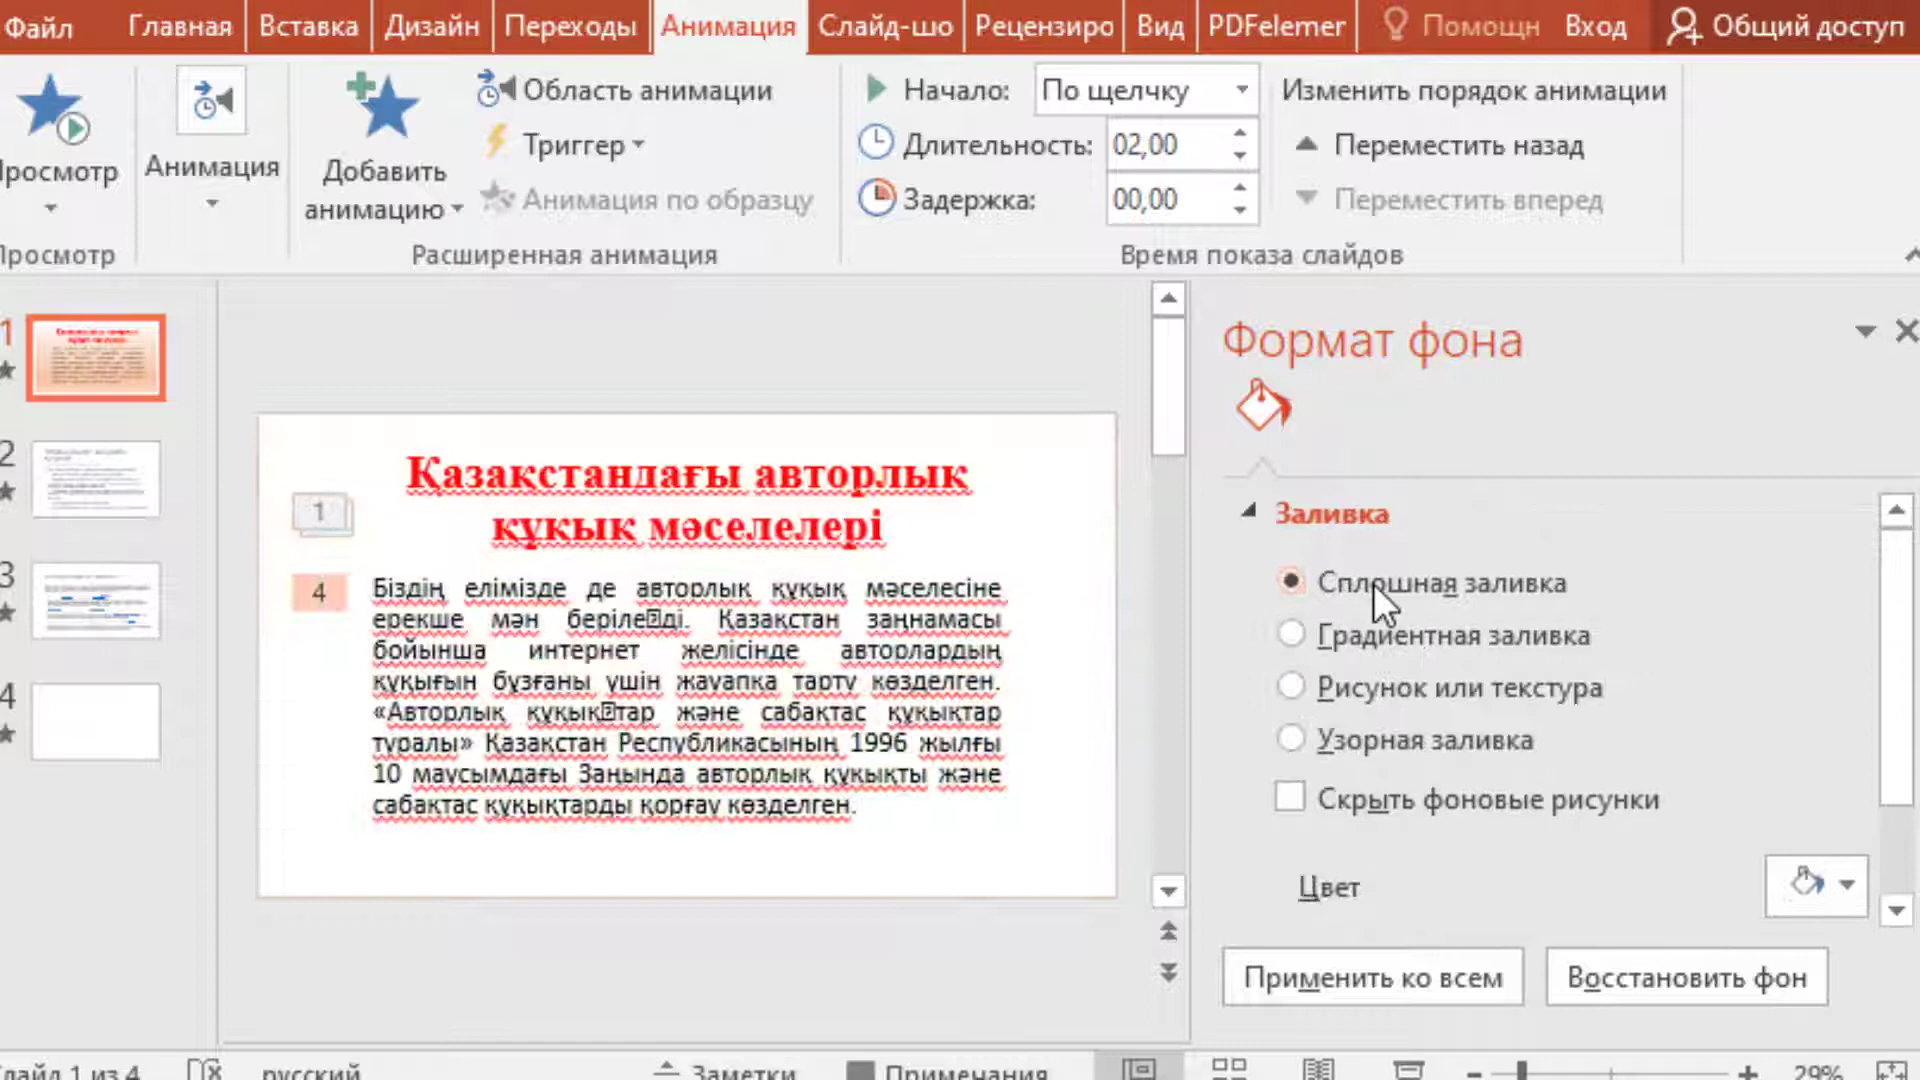 Файл Главная Вставка Дизайн Переходы Анимация Слайд-шо Рецензиро Вид PDFelemer Помощн Вход Общий доступ
Просмотр
Анимация
Добавить анимацию
Область анимации
Триггер
Анимация по образцу
Начало: По щелчку
Длительность: 02,00
Задержка: 00,00
Изменить порядок анимации
Переместить назад
Переместить вперед
Просмотр Расширенная анимация Время показа слайдов
1
2
3
4
Қазақстандағы авторлық
құқық мәселелері
1
4
Біздің елімізде де авторлық құқық мәселесіне
ерекше мән беріле⍰ді. Қазақстан заңнамасы
бойынша интернет желісінде авторлардың
құқығын бұзғаны үшін жауапқа тарту көзделген.
«Авторлық құқық⍰тар және сабақтас құқықтар
туралы» Қазақстан Республикасының 1996 жылғы
10 маусымдағы Заңында авторлық құқықты және
сабақтас құқықтарды қорғау көзделген.
Формат фона
Заливка
Сплошная заливка
Градиентная заливка
Рисунок или текстура
Узорная заливка
Скрыть фоновые рисунки
Цвет
Применить ко всем Восстановить фон
лайд 1 из 4 русский Заметки Примечания 29%